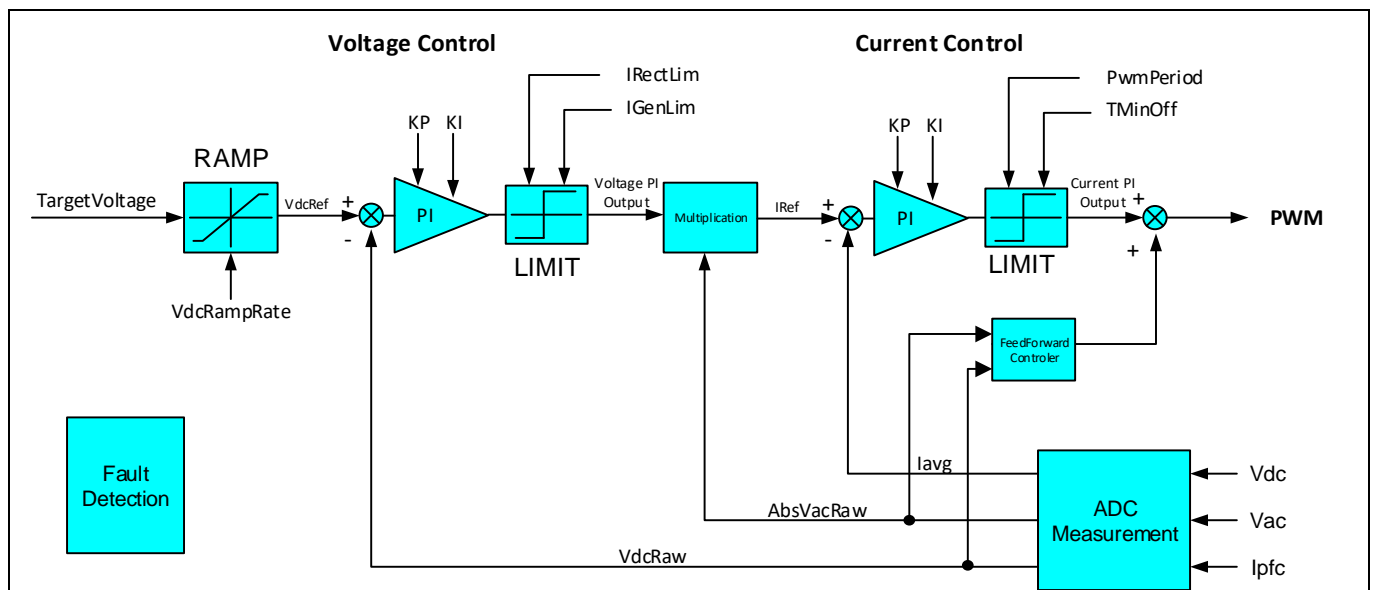 Voltage Control
Current Control
IRectLim
IGenLim
PwmPeriod
TMinOff
KP KI
KP KI
RAMP
TargetVoltage
VdcRef
+
-
PI
Voltage PI
Output
LIMIT
Multiplication
IRef
+
-
PI
Current PI
Output
LIMIT
+
+
PWM
VdcRampRate
FeedForward
Controler
Fault
Detection
Iavg
AbsVacRaw
VdcRaw
ADC
Measurement
Vdc
Vac
Ipfc